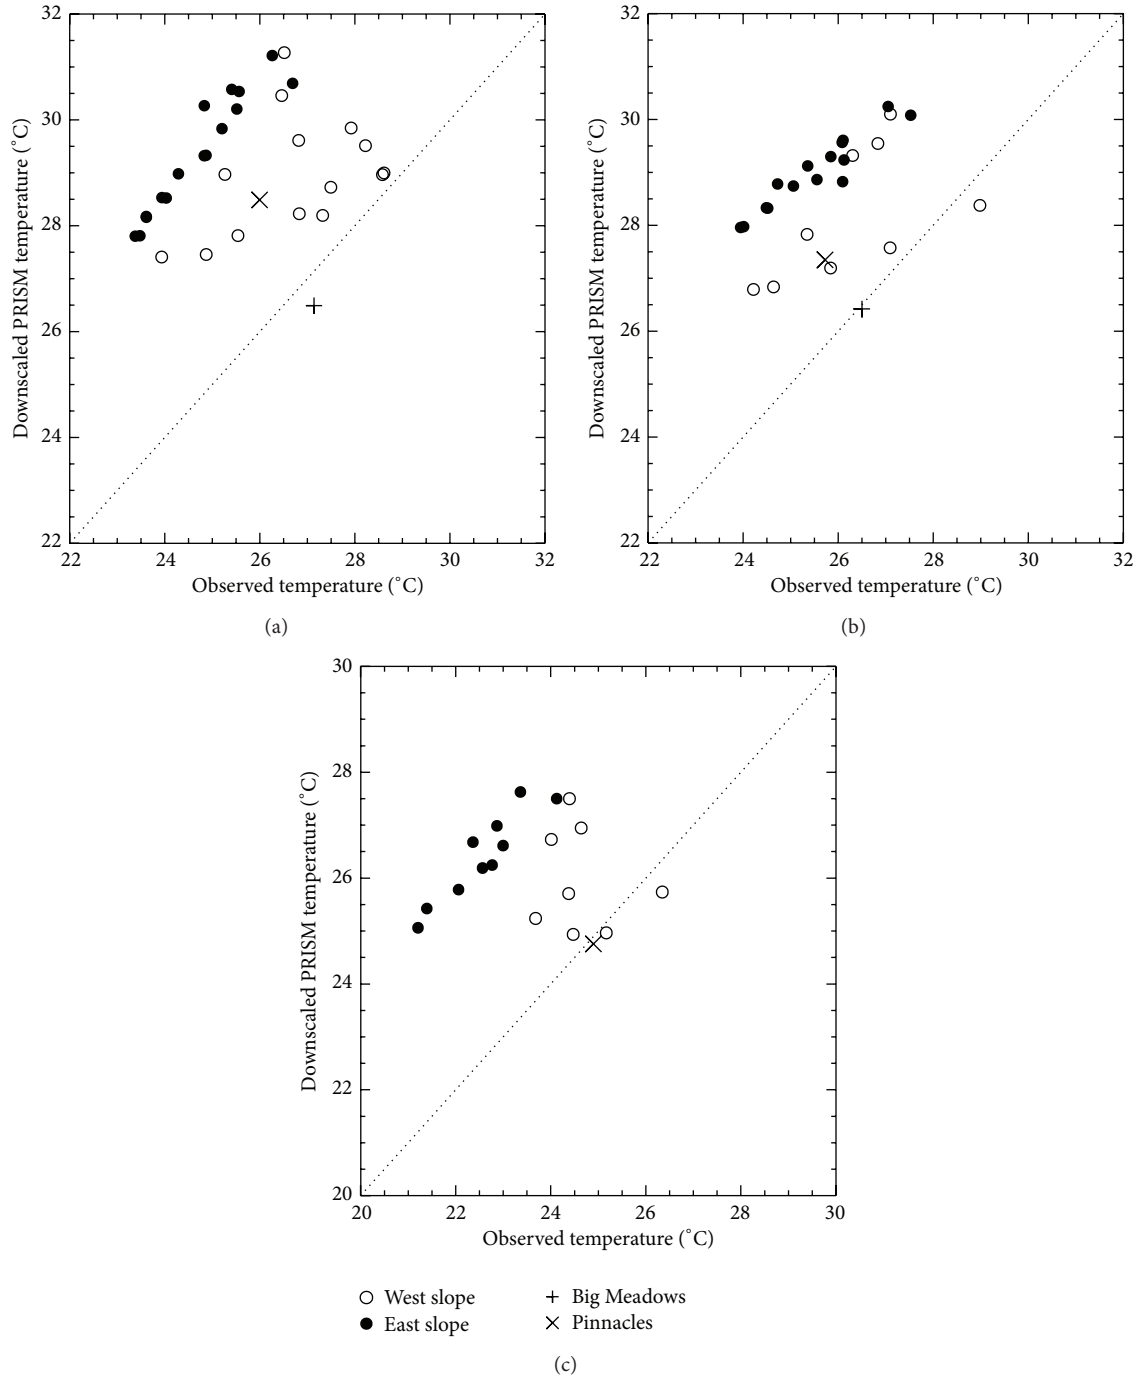 32
30
28
26
24
22
Downscaled PRISM temperature (˚C)
22 24 26 28 30 32
Observed temperature (˚C)
(a)
32
30
28
26
24
22
Downscaled PRISM temperature (˚C)
22 24 26 28 30 32
Observed temperature (˚C)
(b)
30
28
26
24
22
20
Downscaled PRISM temperature (˚C)
20 22 24 26 28 30
Observed temperature (˚C)
West slope
East slope
Big Meadows
Pinnacles
(c)